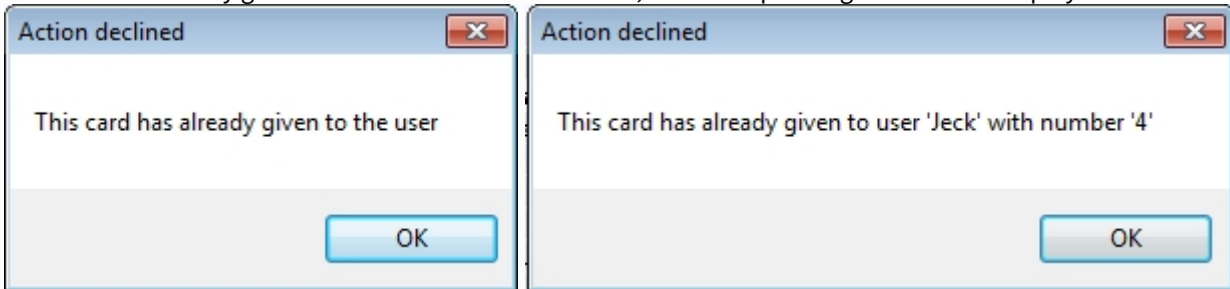 Action declined
This card has already given to the user
OK
Action declined
This card has already given to user 'Jeck' with number '4'
OK